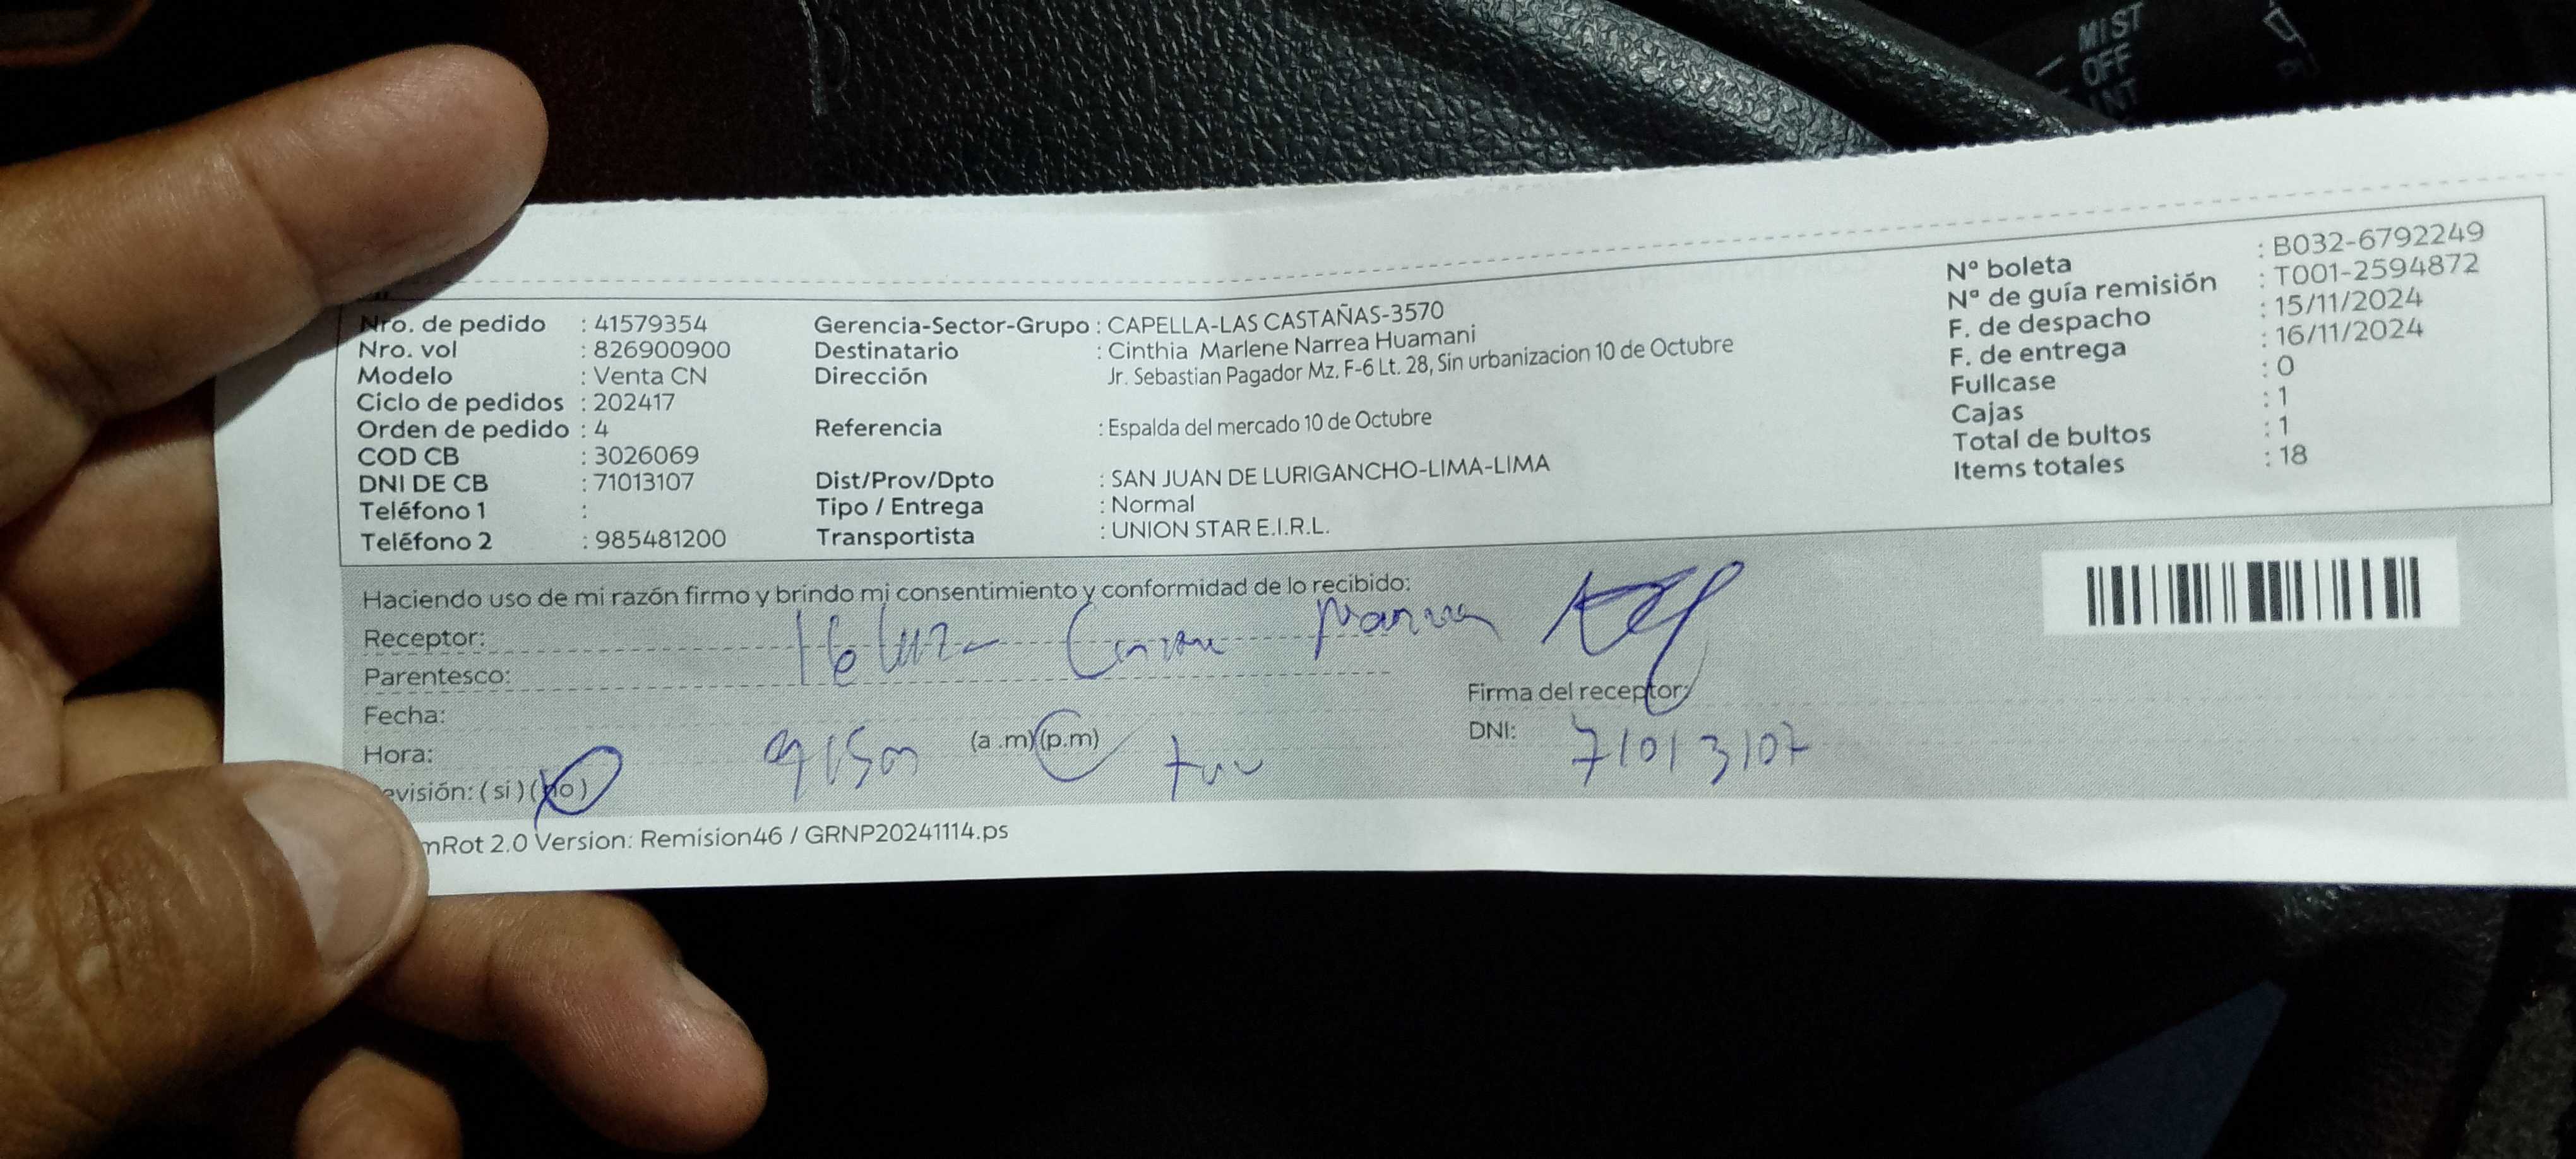 MIST
OFF
INT
Nro. de pedido : 41579354
Nro. vol : 826900900
Modelo : Venta CN
Ciclo de pedidos : 202417
Orden de pedido : 4
COD CB : 3026069
DNI DE CB : 71013107
Teléfono 1 :
Teléfono 2 : 985481200
Gerencia-Sector-Grupo : CAPELLA-LAS CASTAÑAS-3570
Destinatario : Cinthia Marlene Narrea Huamani
Dirección Jr. Sebastian Pagador Mz. F-6 Lt. 28, Sin urbanizacion 10 de Octubre
Referencia : Espalda del mercado 10 de Octubre
Dist/Prov/Dpto : SAN JUAN DE LURIGANCHO-LIMA-LIMA
Tipo / Entrega : Normal
Transportista : UNION STAR E.I.R.L.
Nº boleta : B032-6792249
Nº de guía remisión : T001-2594872
F. de despacho : 15/11/2024
F. de entrega : 16/11/2024
Fullcase : 0
Cajas : 1
Total de bultos : 1
Items totales : 18
Haciendo uso de mi razón firmo y brindo mi consentimiento y conformidad de lo recibido:
Receptor:
Parentesco:
Fecha:
Hora: (a .m) (p.m)
evisión: ( si ) ( no )
Firma del receptor:
DNI: 71013107
mRot 2.0 Version: Remision46 / GRNP20241114.ps